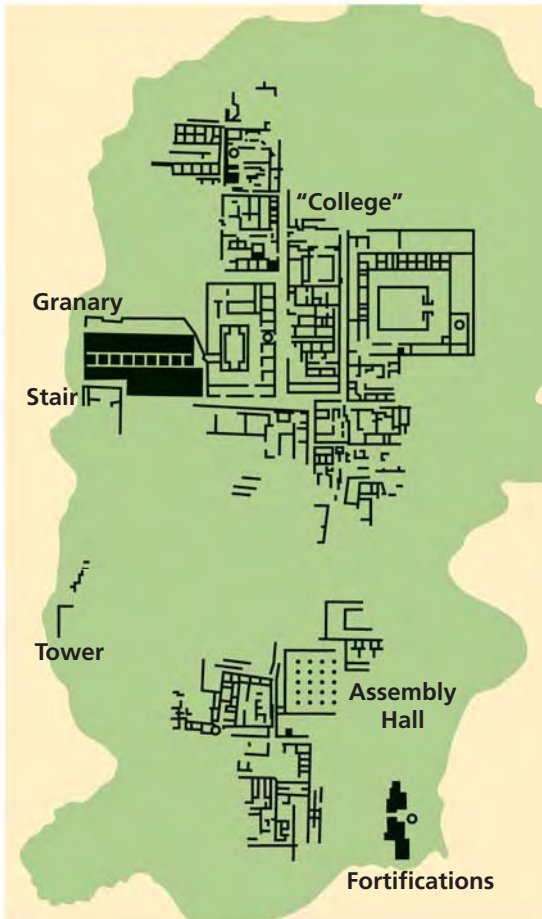 “College”
Granary
Stair
Tower
Assembly
Hall
Fortifications